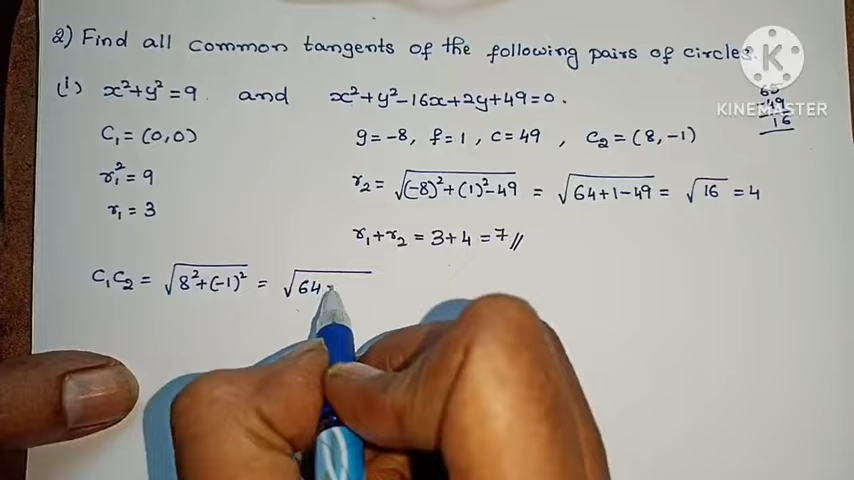 2) Find all common tangents of the following pairs of circles.
(i) x²+y²=9 and x²+y²-16x+2y+49=0.
C₁=(0,0) g=-8, f=1, c=49, C₂=(8,-1)
r₁²=9 r₂=√((-8)²+(1)²-49) = √(64+1-49) = √16 = 4
r₁=3
r₁+r₂=3+4=7//
C₁C₂=√(8²+(-1)²) = √(64
65
-49
16
K
KINEMASTER